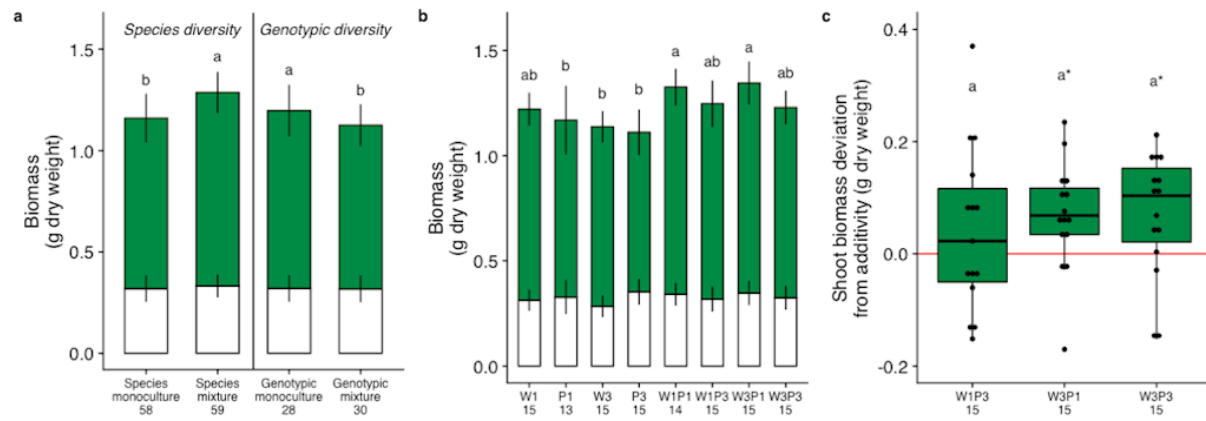 a
Species diversity
Genotypic diversity
b
a
a
b
1.5
1.0
0.5
0.0
Biomass
(g dry weight)
Species
monoculture
58
Species
mixture
59
Genotypic
monoculture
28
Genotypic
mixture
30
b
ab
b
b
b
a
ab
a
ab
1.5
1.0
0.5
0.0
Biomass
(g dry weight)
W1
15
P1
13
W3
15
P3
15
W1P1
14
W1P3
15
W3P1
15
W3P3
15
c
0.4
0.2
0.0
-0.2
Shoot biomass deviation
from additivity (g dry weight)
a
a*
a*
W1P3
15
W3P1
15
W3P3
15